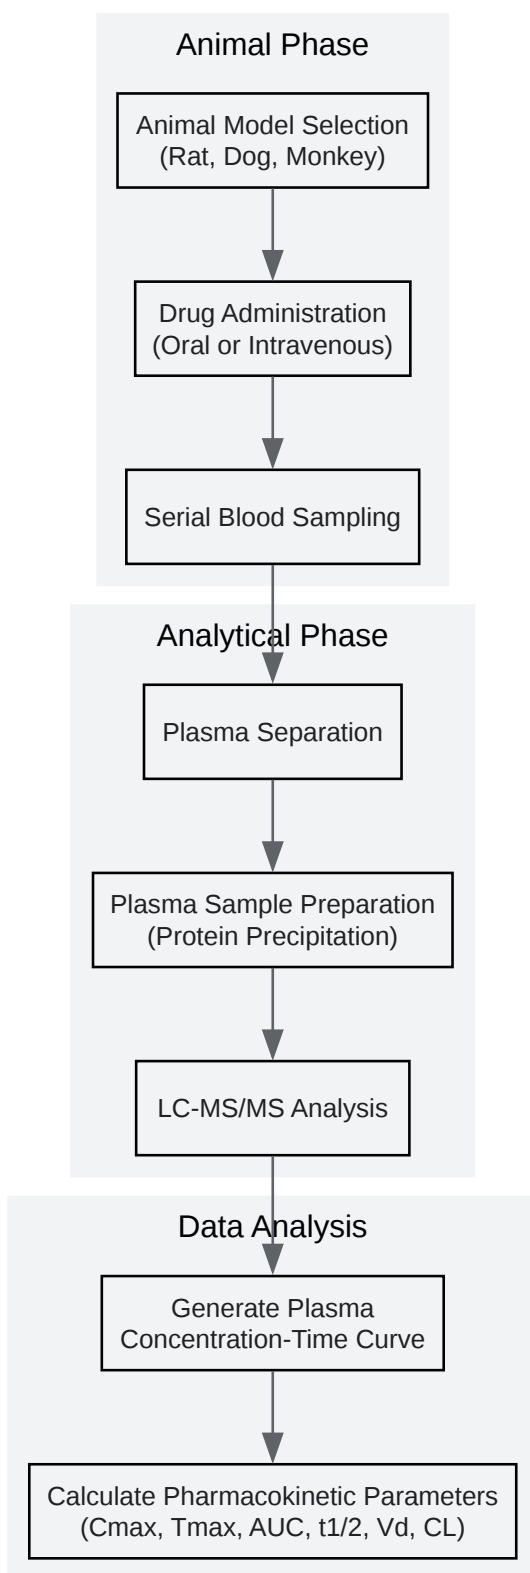 Animal Phase
Animal Model Selection
(Rat, Dog, Monkey)
Drug Administration
(Oral or Intravenous)
Serial Blood Sampling
Analytical Phase
Plasma Separation
Plasma Sample Preparation
(Protein Precipitation)
LC-MS/MS Analysis
Data Analysis
Generate Plasma
Concentration-Time Curve
Calculate Pharmacokinetic Parameters
(Cmax, Tmax, AUC, t1/2, Vd, CL)